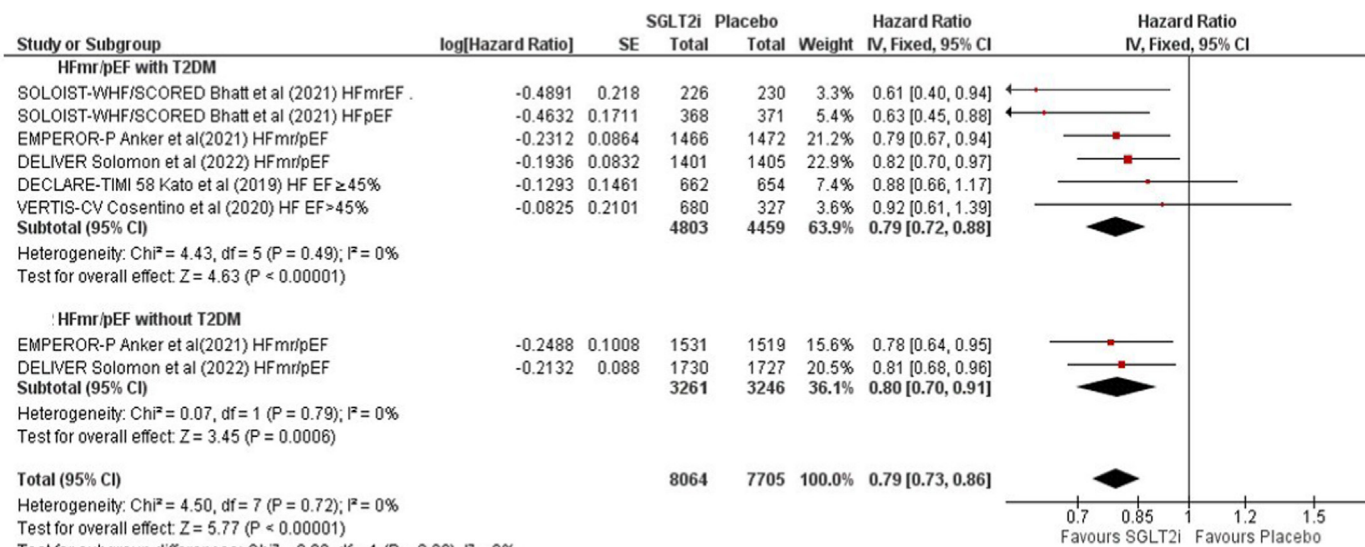 SGLT2i Placebo Hazard Ratio Hazard Ratio
Study or Subgroup log[Hazard Ratio] SE Total Total Weight IV, Fixed, 95% CI IV, Fixed, 95% CI
HFmr/pEF with T2DM
SOLOIST-WHF/SCORED Bhatt et al (2021) HFmrEF . -0.4891 0.218 226 230 3.3% 0.61 [0.40, 0.94]
SOLOIST-WHF/SCORED Bhatt et al (2021) HFpEF -0.4632 0.1711 368 371 5.4% 0.63 [0.45, 0.88]
EMPEROR-P Anker et al(2021) HFmr/pEF -0.2312 0.0864 1466 1472 21.2% 0.79 [0.67, 0.94]
DELIVER Solomon et al (2022) HFmr/pEF -0.1936 0.0832 1401 1405 22.9% 0.82 [0.70, 0.97]
DECLARE-TIMI 58 Kato et al (2019) HF EF≥45% -0.1293 0.1461 662 654 7.4% 0.88 [0.66, 1.17]
VERTIS-CV Cosentino et al (2020) HF EF>45% -0.0825 0.2101 680 327 3.6% 0.92 [0.61, 1.39]
Subtotal (95% CI) 4803 4459 63.9% 0.79 [0.72, 0.88]
Heterogeneity: Chi² = 4.43, df = 5 (P = 0.49); I² = 0%
Test for overall effect: Z = 4.63 (P < 0.00001)
HFmr/pEF without T2DM
EMPEROR-P Anker et al(2021) HFmr/pEF -0.2488 0.1008 1531 1519 15.6% 0.78 [0.64, 0.95]
DELIVER Solomon et al (2022) HFmr/pEF -0.2132 0.088 1730 1727 20.5% 0.81 [0.68, 0.96]
Subtotal (95% CI) 3261 3246 36.1% 0.80 [0.70, 0.91]
Heterogeneity: Chi² = 0.07, df = 1 (P = 0.79); I² = 0%
Test for overall effect: Z = 3.45 (P = 0.0006)
Total (95% CI) 8064 7705 100.0% 0.79 [0.73, 0.86]
Heterogeneity: Chi² = 4.50, df = 7 (P = 0.72); I² = 0%
Test for overall effect: Z = 5.77 (P < 0.00001)
0.7 0.85 1 1.2 1.5
Favours SGLT2i Favours Placebo